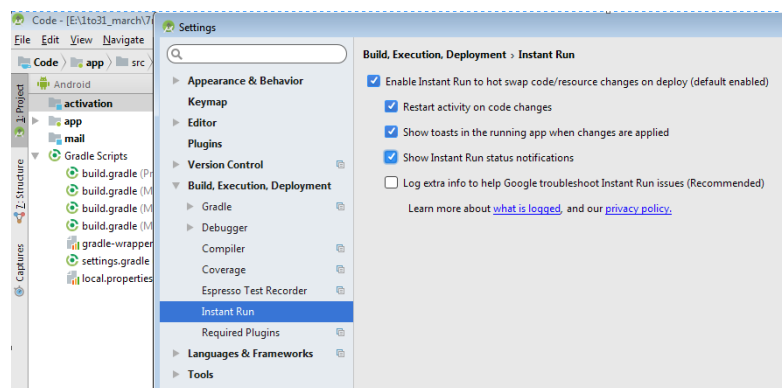 Code - [E:\1to31_march\7
File Edit View Navigate
Code app src
1: Project
Z: Structure
Captures
Android
activation
app
mail
Gradle Scripts
build.gradle (Pr
build.gradle (M
build.gradle (M
build.gradle (M
gradle-wrapper
settings.gradle
local.properties
Settings
Appearance & Behavior
Keymap
Editor
Plugins
Version Control
Build, Execution, Deployment
Gradle
Debugger
Compiler
Coverage
Espresso Test Recorder
Instant Run
Required Plugins
Languages & Frameworks
Tools
Build, Execution, Deployment › Instant Run
Enable Instant Run to hot swap code/resource changes on deploy (default enabled)
Restart activity on code changes
Show toasts in the running app when changes are applied
Show Instant Run status notifications
Log extra info to help Google troubleshoot Instant Run issues (Recommended)
Learn more about what is logged, and our privacy policy.